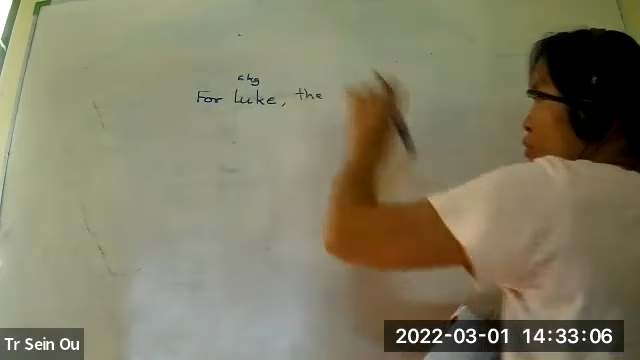 ckg
For luke, the
Tr Sein Ou
2022-03-01 14:33:06